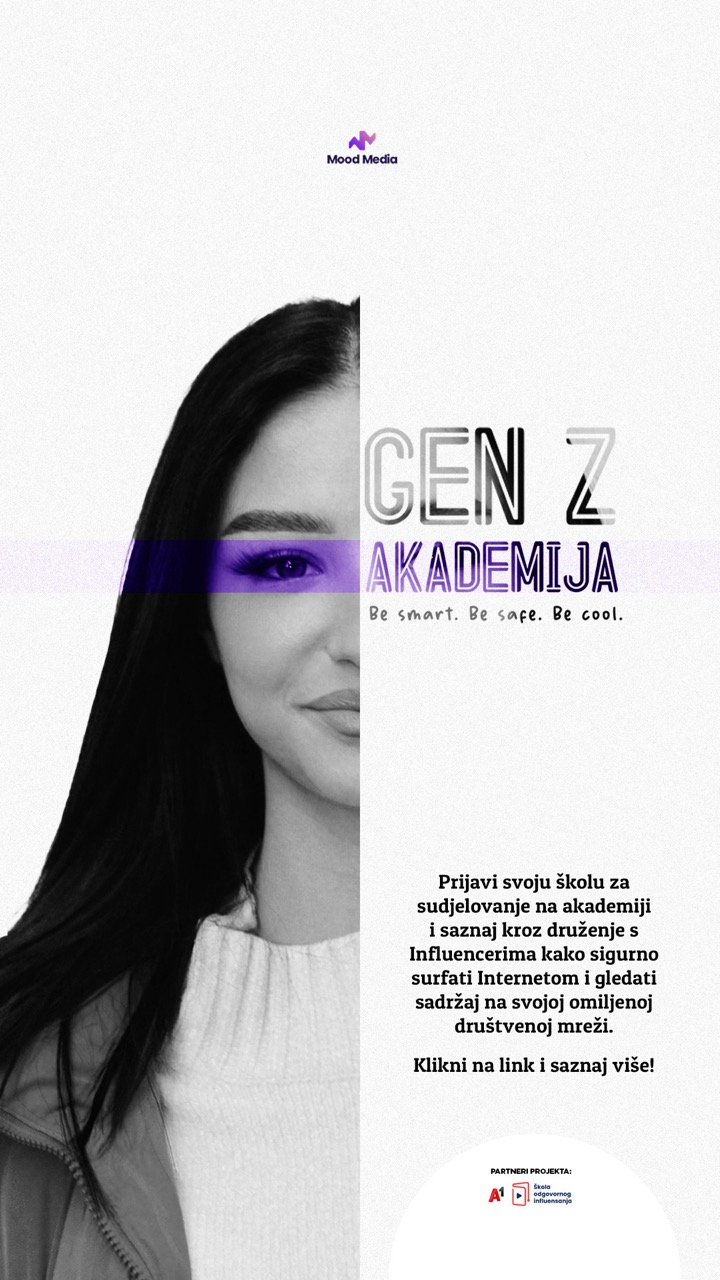 Mood Media
GEN Z
AKADEMIJA
Be smart. Be safe. Be cool.
Prijavi svoju školu za
sudjelovanje na akademiji
i saznaj kroz druženje s
Influencerima kako sigurno
surfati Internetom i gledati
sadržaj na svojoj omiljenoj
društvenoj mreži.
Klikni na link i saznaj više!
PARTNERI PROJEKTA:
A1
Škola
odgovornog
influensanja